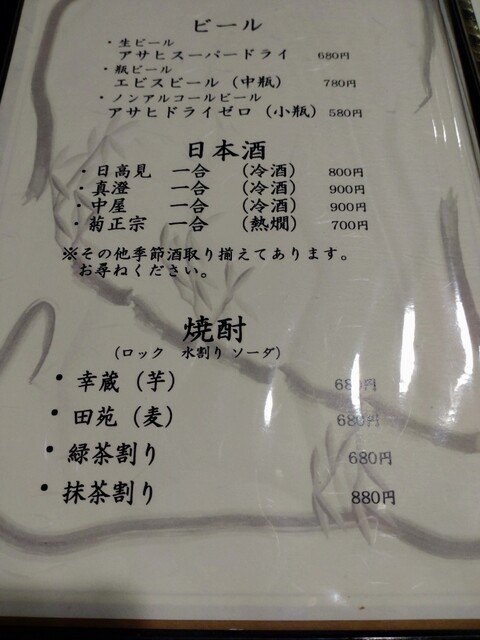 ビール
・生ビール
アサヒスーパードライ 680円
・瓶ビール
エビスビール（中瓶） 780円
・ノンアルコールビール
アサヒドライゼロ（小瓶） 580円
日本酒
・日高見 一合 （冷酒） 800円
・真澄 一合 （冷酒） 900円
・中屋 一合 （冷酒） 900円
・菊正宗 一合 （熱燗） 700円
※その他季節酒取り揃えてあります。
お尋ねください。
焼酎
（ロック 水割り ソーダ）
・幸蔵（芋） 680円
・田苑（麦） 680円
・緑茶割り 680円
・抹茶割り 880円